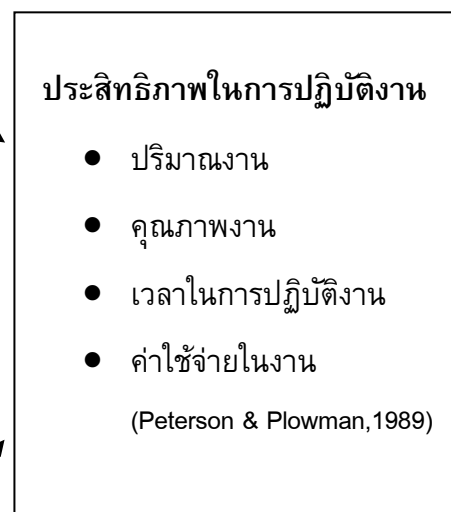 ประสิทธิภาพในการปฏิบัติงาน
● ปริมาณงาน
● คุณภาพงาน
● เวลาในการปฏิบัติงาน
● ค่าใช้จ่ายในงาน
(Peterson & Plowman,1989)